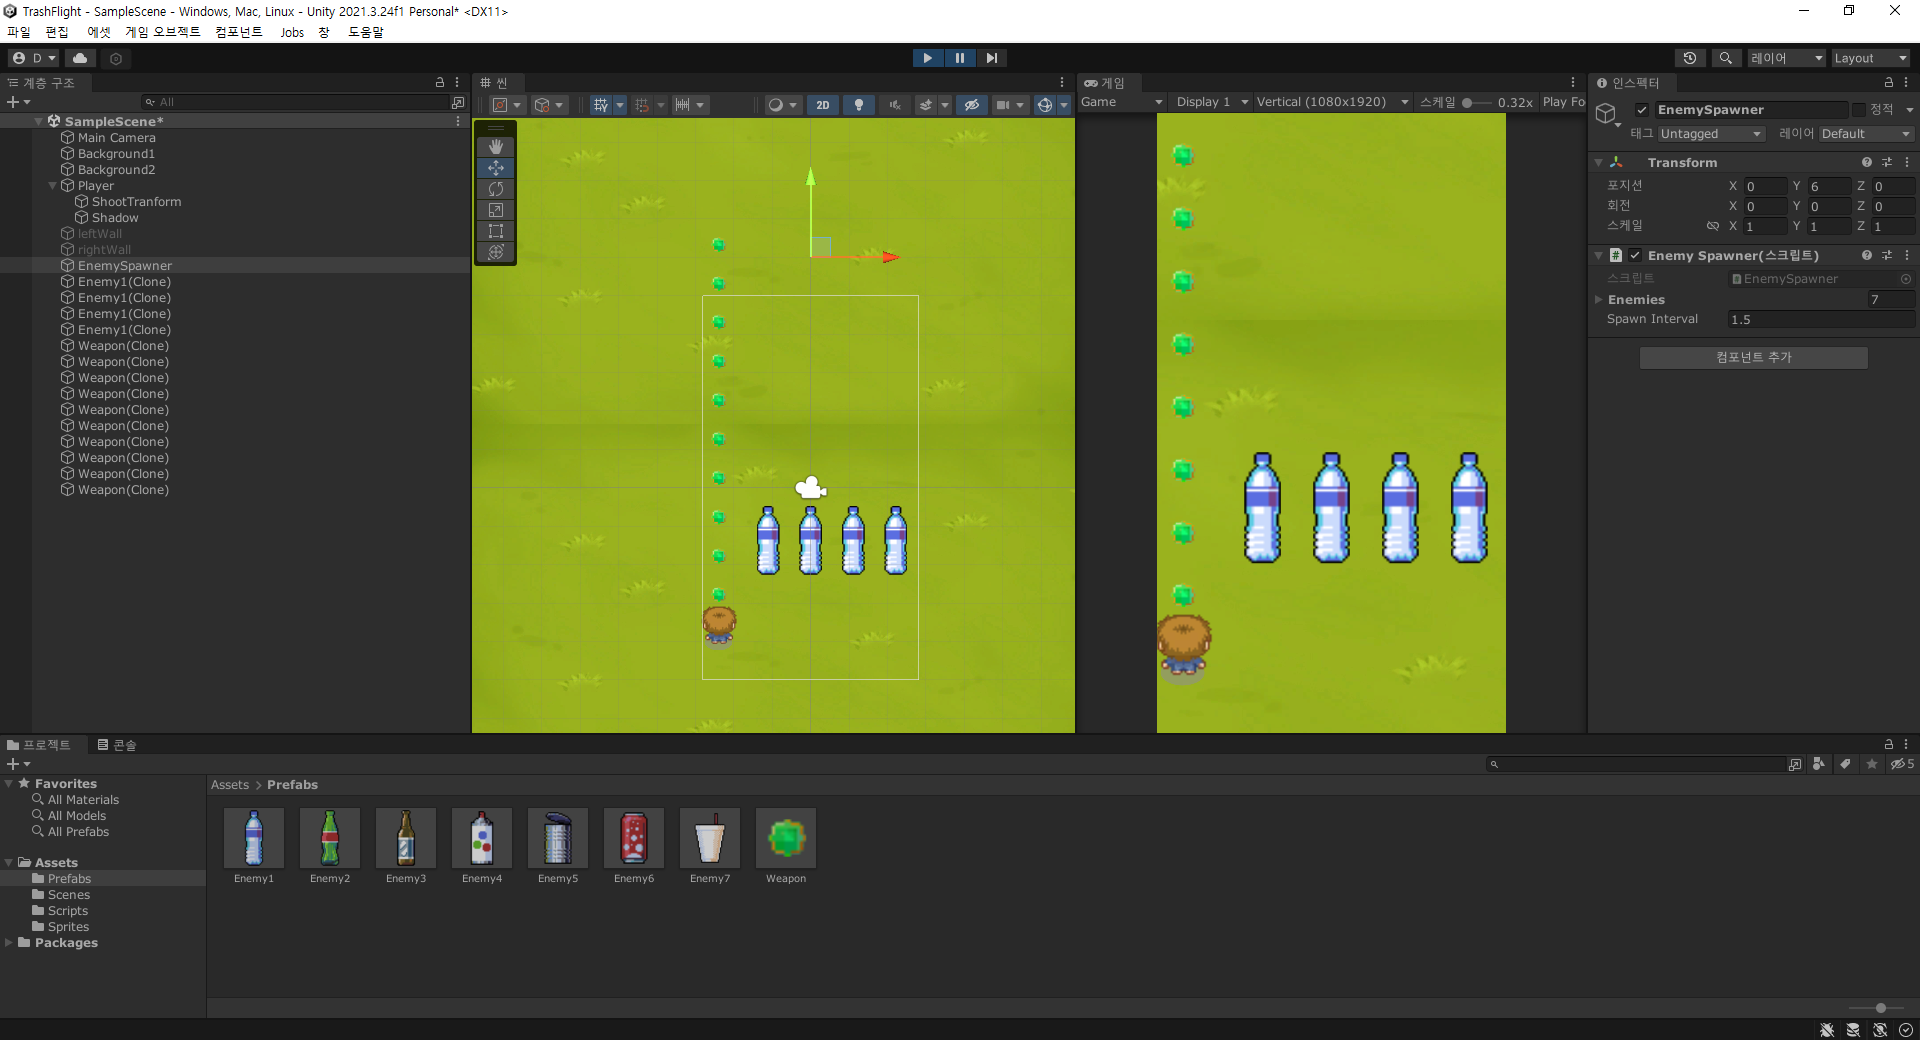 TrashFlight - SampleScene - Windows, Mac, Linux - Unity 2021.3.24f1 Personal* <DX11>
파일 편집 에셋 게임 오브젝트 컴포넌트 Jobs 창 도움말
D 레이어 Layout
계층 구조
All
SampleScene*
Main Camera
Background1
Background2
Player
ShootTranform
Shadow
leftWall
rightWall
EnemySpawner
Enemy1(Clone)
Enemy1(Clone)
Enemy1(Clone)
Enemy1(Clone)
Weapon(Clone)
Weapon(Clone)
Weapon(Clone)
Weapon(Clone)
Weapon(Clone)
Weapon(Clone)
Weapon(Clone)
Weapon(Clone)
Weapon(Clone)
Weapon(Clone)
씬
2D
게임
Game Display 1 Vertical (1080x1920) 스케일 0.32x Play Fo
인스펙터
EnemySpawner 정적
태그 Untagged 레이어 Default
Transform
포지션 X 0 Y 6 Z 0
회전 X 0 Y 0 Z 0
스케일 X 1 Y 1 Z 1
Enemy Spawner(스크립트)
스크립트 EnemySpawner
Enemies 7
Spawn Interval 1.5
컴포넌트 추가
프로젝트 콘솔
5
Favorites
All Materials
All Models
All Prefabs
Assets
Prefabs
Scenes
Scripts
Sprites
Packages
Assets > Prefabs
Enemy1 Enemy2 Enemy3 Enemy4 Enemy5 Enemy6 Enemy7 Weapon